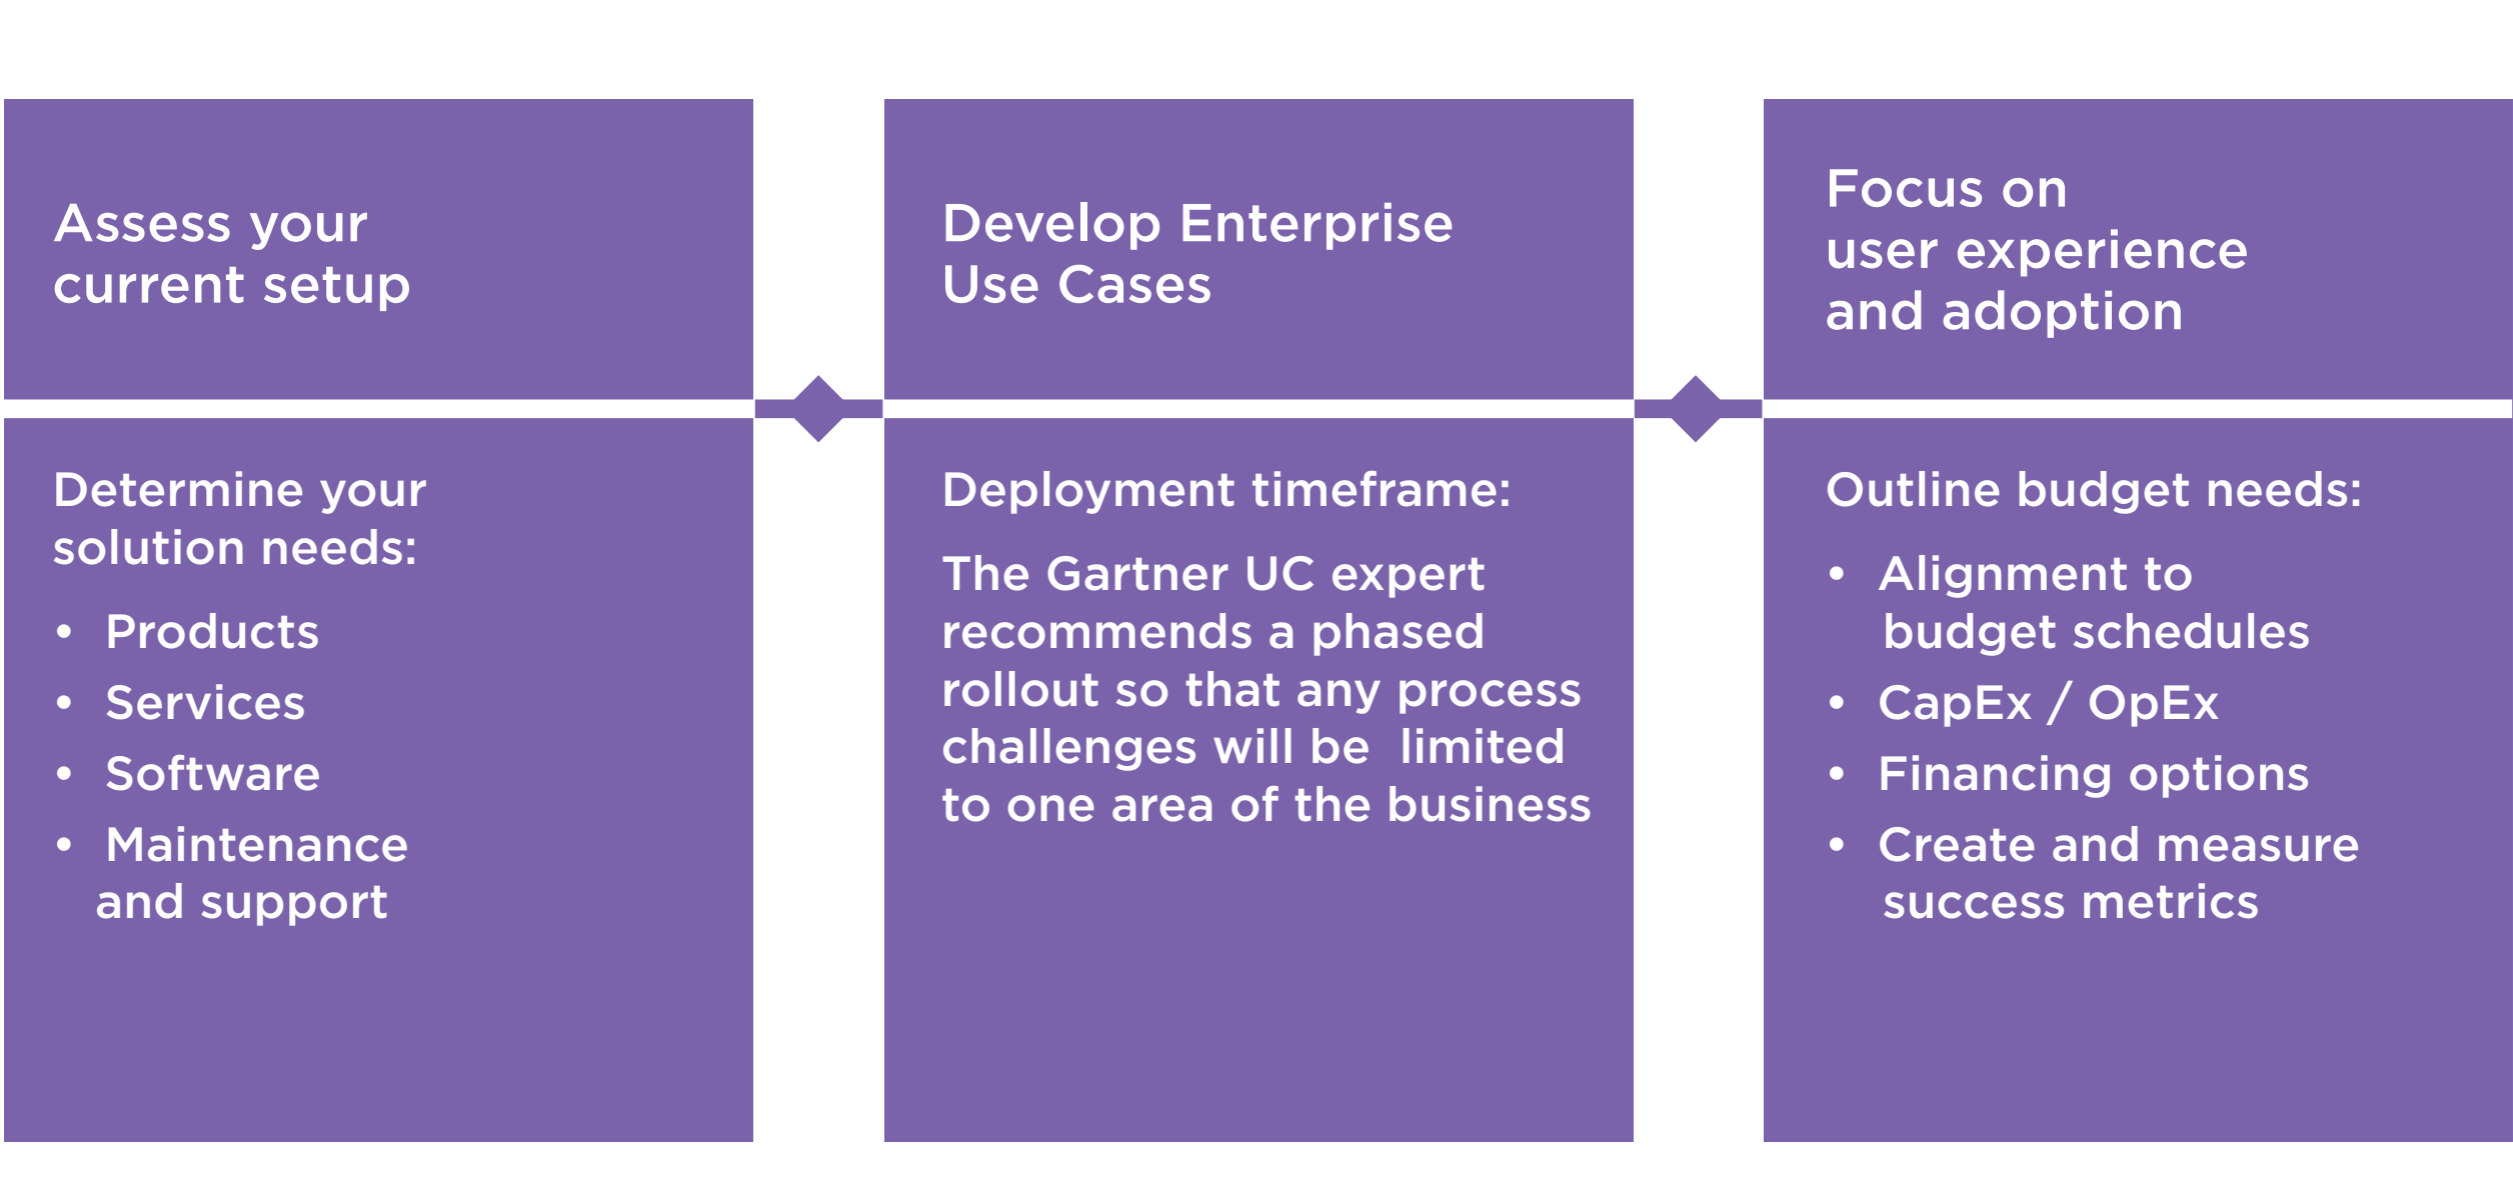 Assess your
current setup
Determine your
solution needs:
• Products
• Services
• Software
• Maintenance
and support
Develop Enterprise
Use Cases
Deployment timeframe:
The Gartner UC expert
recommends a phased
rollout so that any process
challenges will be  limited
to one area of the business
Focus on
user experience
and adoption
Outline budget needs:
• Alignment to
budget schedules
• CapEx / OpEx
• Financing options
• Create and measure
success metrics